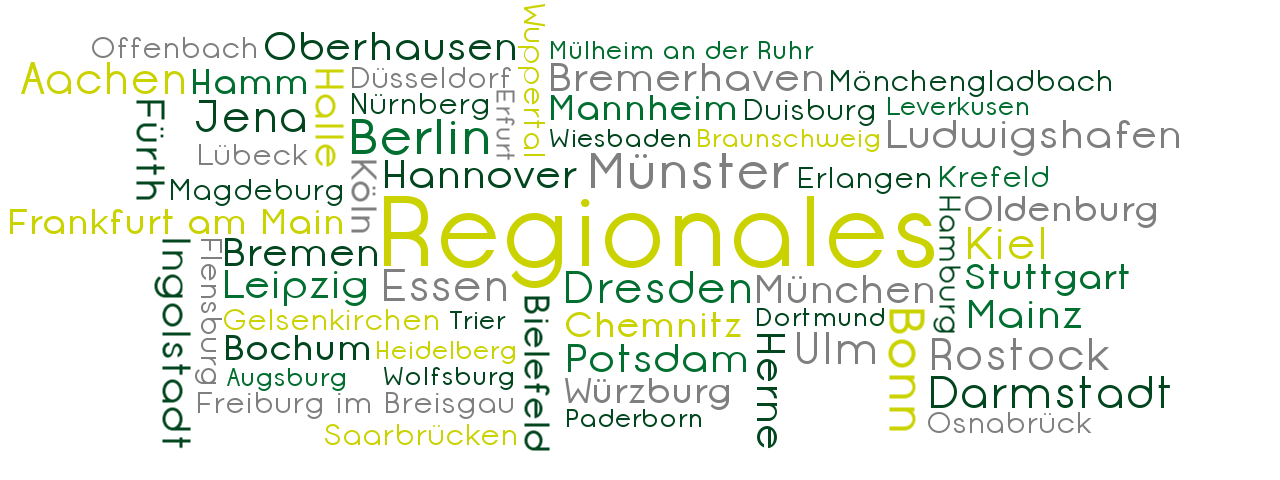 Wuppertal
Offenbach
Oberhausen
Mülheim an der Ruhr
Aachen
Hamm
Halle
Düsseldorf
Bremerhaven
Mönchengladbach
Fürth
Jena
Nürnberg
Erfurt
Mannheim
Duisburg
Leverkusen
Berlin
Wiesbaden
Braunschweig
Ludwigshafen
Lübeck
Köln
Hannover
Münster
Erlangen
Krefeld
Magdeburg
Frankfurt am Main
Regionales
Hamburg
Oldenburg
Ingolstadt
Flensburg
Bremen
Kiel
Leipzig
Essen
Dresden
München
Stuttgart
Gelsenkirchen
Trier
Bielefeld
Chemnitz
Dortmund
Bonn
Mainz
Bochum
Heidelberg
Potsdam
Herne
Ulm
Rostock
Augsburg
Wolfsburg
Würzburg
Darmstadt
Freiburg im Breisgau
Paderborn
Osnabrück
Saarbrücken